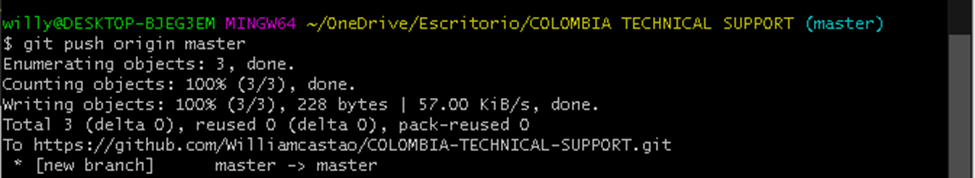 willy@DESKTOP-BJEG3EM MINGW64 ~/OneDrive/Escritorio/COLOMBIA TECHNICAL SUPPORT (master)
$ git push origin master
Enumerating objects: 3, done.
Counting objects: 100% (3/3), done.
Writing objects: 100% (3/3), 228 bytes | 57.00 KiB/s, done.
Total 3 (delta 0), reused 0 (delta 0), pack-reused 0
To https://github.com/Williamcastao/COLOMBIA-TECHNICAL-SUPPORT.git
 * [new branch]      master -> master